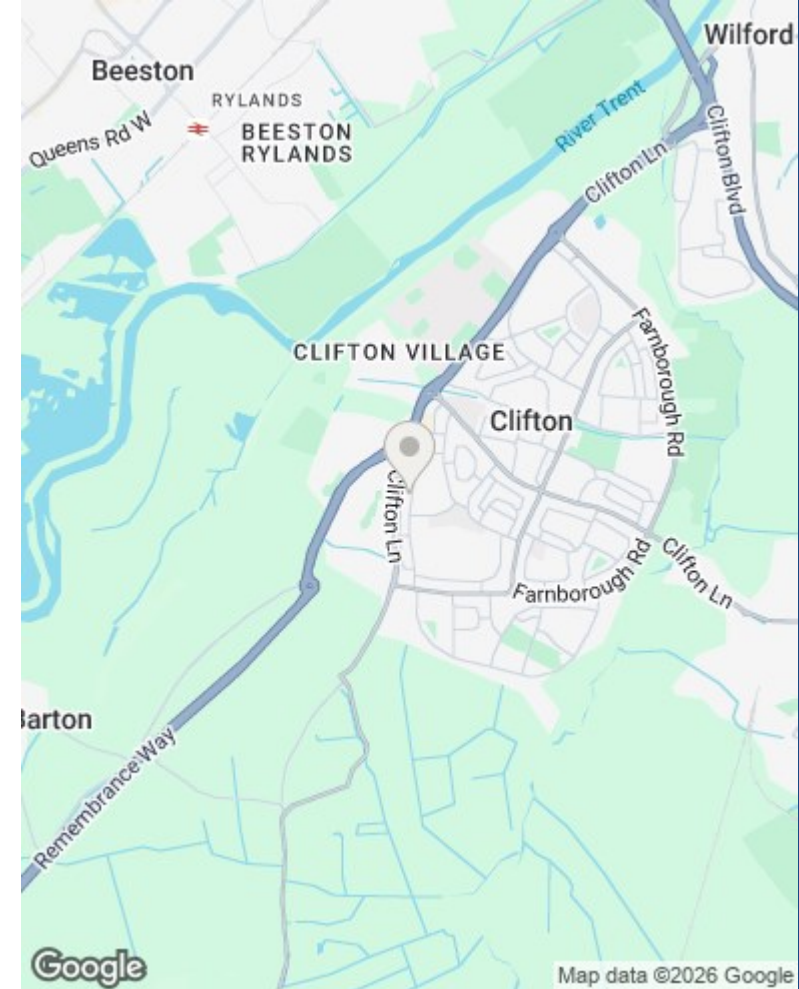 Wilford
Beeston
RYLANDS
BEESTON
RYLANDS
Queens Rd W
River Trent
Clifton Ln
Clifton Blvd
Farnborough Rd
CLIFTON VILLAGE
Clifton
Clifton Ln
Clifton Ln
Farnborough Rd
Barton
Remembrance Way
Google
Map data ©2026 Google